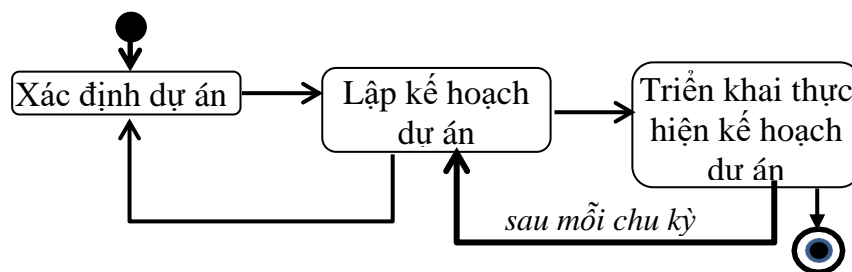 Xác định dự án
Lập kế hoạch
dự án
Triển khai thực
hiện kế hoạch
dự án
sau mỗi chu kỳ